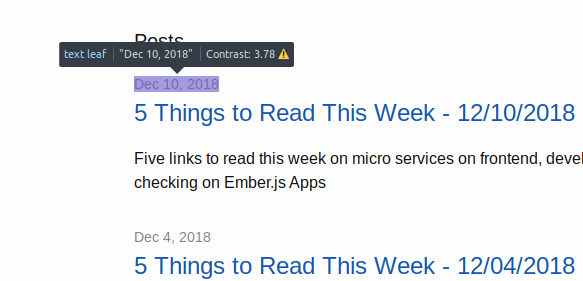 Posts
text leaf "Dec 10, 2018" Contrast: 3.78 ⚠
Dec 10, 2018
5 Things to Read This Week - 12/10/2018
Five links to read this week on micro services on frontend,
checking on Ember.js Apps
Dec 4, 2018
5 Things to Read This Week - 12/04/2018